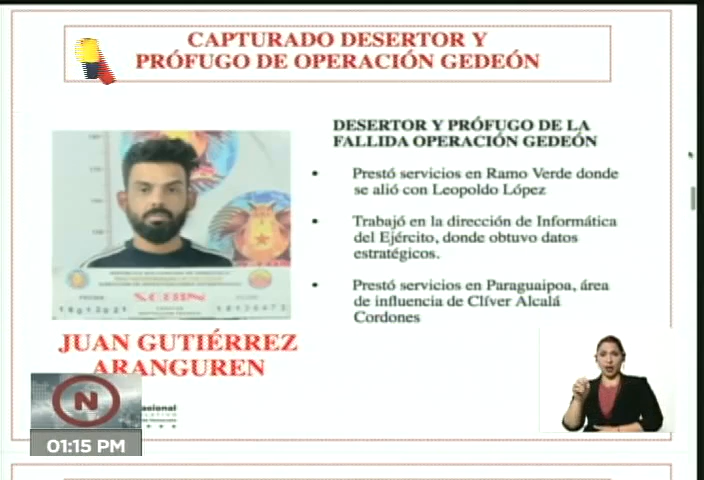 CAPTURADO DESERTOR Y
PRÓFUGO DE OPERACIÓN GEDEÓN
DESERTOR Y PRÓFUGO DE LA
FALLIDA OPERACIÓN GEDEÓN
• Prestó servicios en Ramo Verde donde
se alió con Leopoldo López
• Trabajó en la dirección de Informática
del Ejército, donde obtuvo datos
estratégicos.
• Prestó servicios en Paraguaipoa, área
de influencia de Clíver Alcalá
Cordones
JUAN GUTIÉRREZ
ARANGUREN
N
01:15 PM